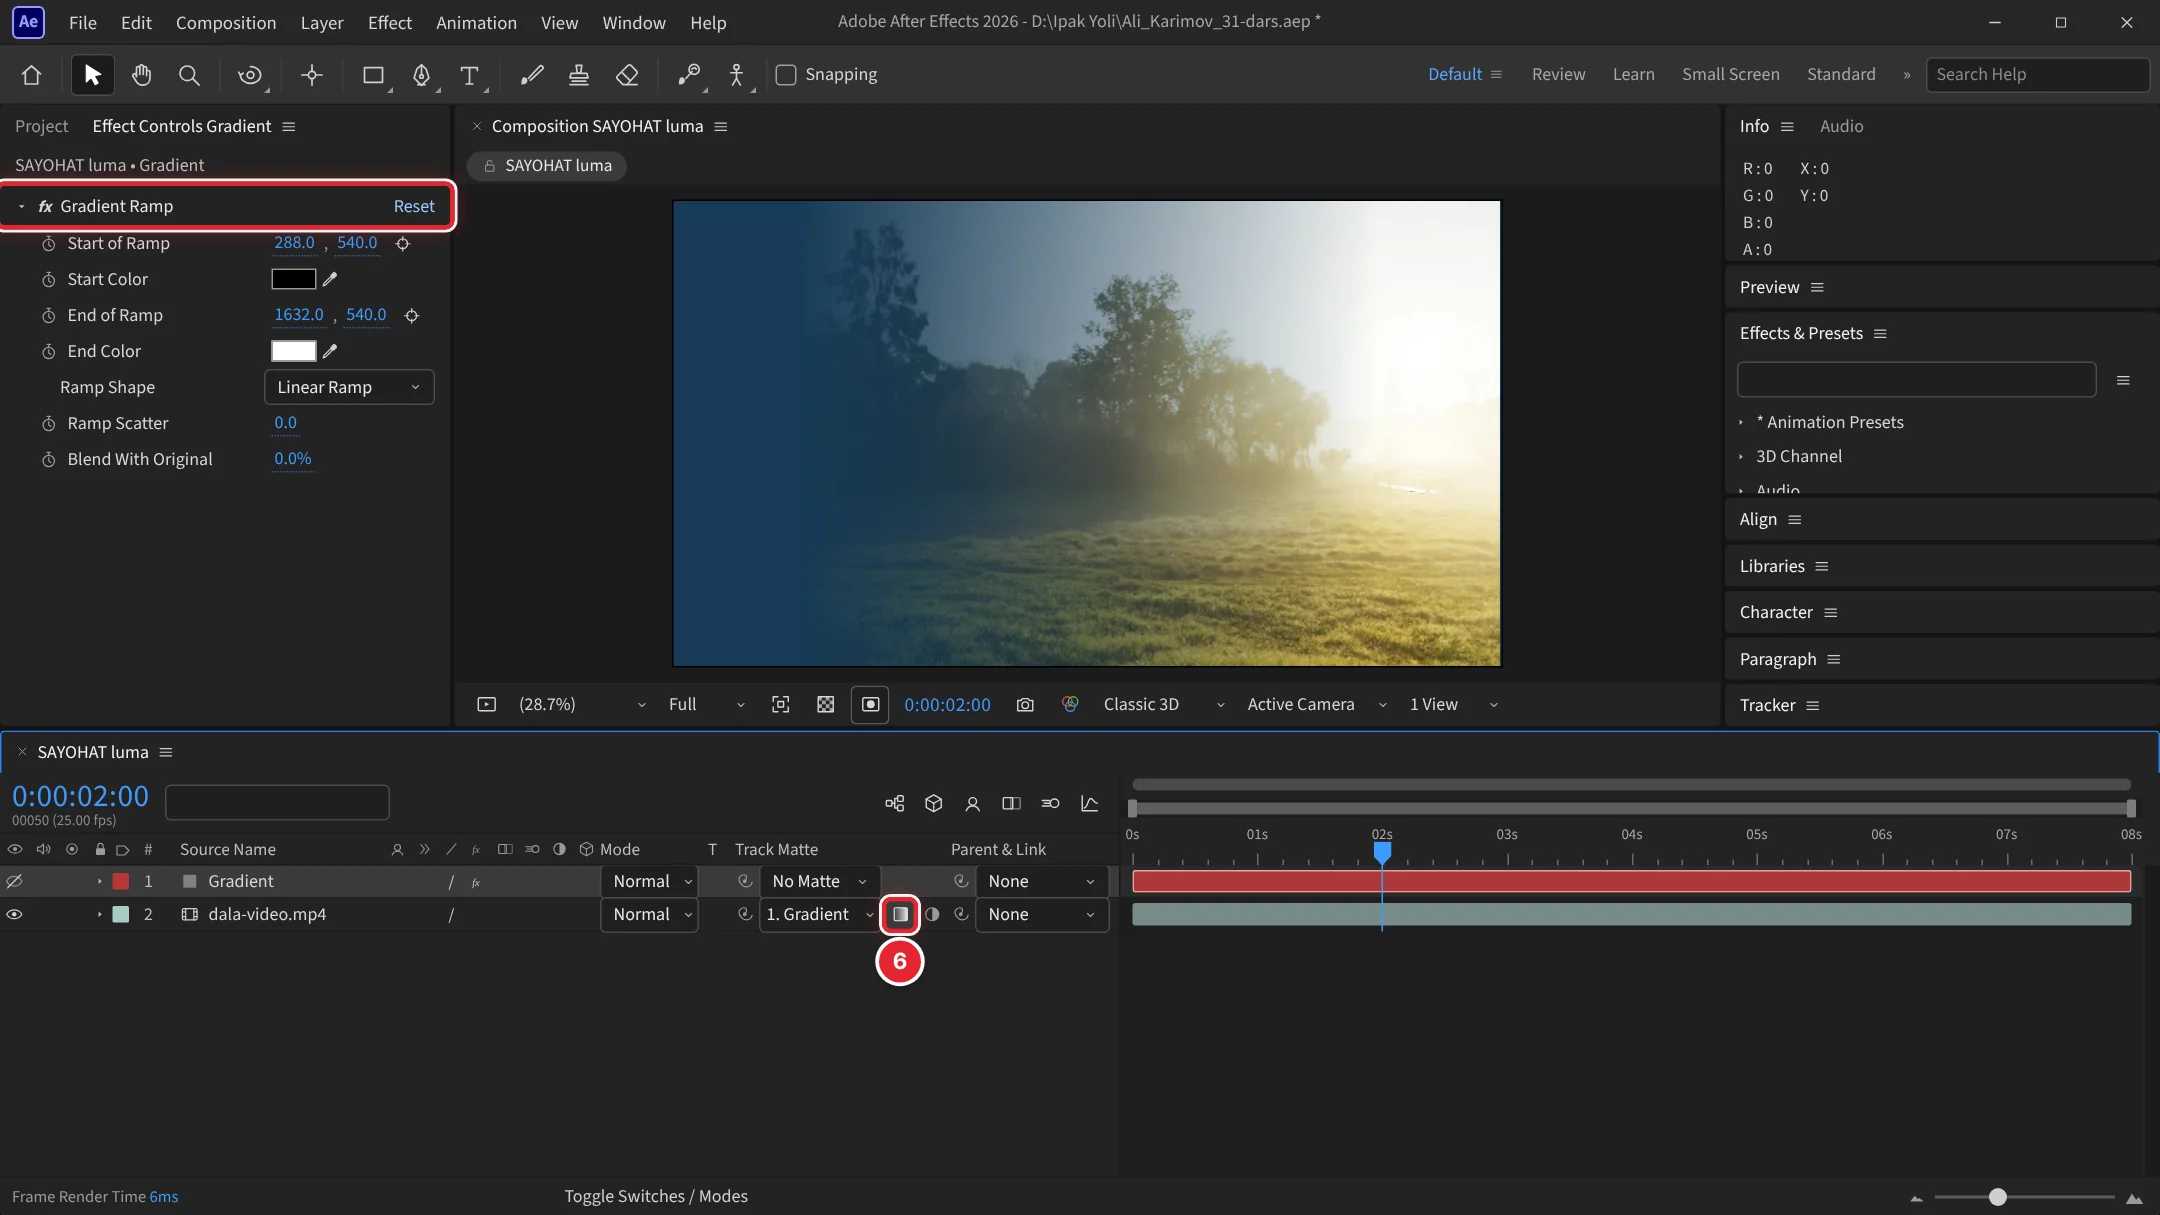 Ae File Edit Composition Layer Effect Animation View Window Help Adobe After Effects 2026 - D:\Ipak Yoli\Ali_Karimov_31-dars.aep *
T Snapping Default Review Learn Small Screen Standard » Search Help
Project Effect Controls Gradient
SAYOHAT luma • Gradient
fx Gradient Ramp Reset
Start of Ramp 288.0 , 540.0
Start Color
End of Ramp 1632.0 , 540.0
End Color
Ramp Shape Linear Ramp
Ramp Scatter 0.0
Blend With Original 0.0%
Composition SAYOHAT luma
SAYOHAT luma
(28.7%) Full 0:00:02:00 Classic 3D Active Camera 1 View
Info Audio
R : 0 X : 0
G : 0 Y : 0
B : 0
A : 0
Preview
Effects & Presets
* Animation Presets
3D Channel
Audio
Align
Libraries
Character
Paragraph
Tracker
SAYOHAT luma
0:00:02:00
00050 (25.00 fps)
0s 01s 02s 03s 04s 05s 06s 07s 08s
# Source Name fx Mode T Track Matte Parent & Link
1 Gradient / fx Normal No Matte None
2 dala-video.mp4 / Normal 1. Gradient None
6
Frame Render Time 6ms Toggle Switches / Modes